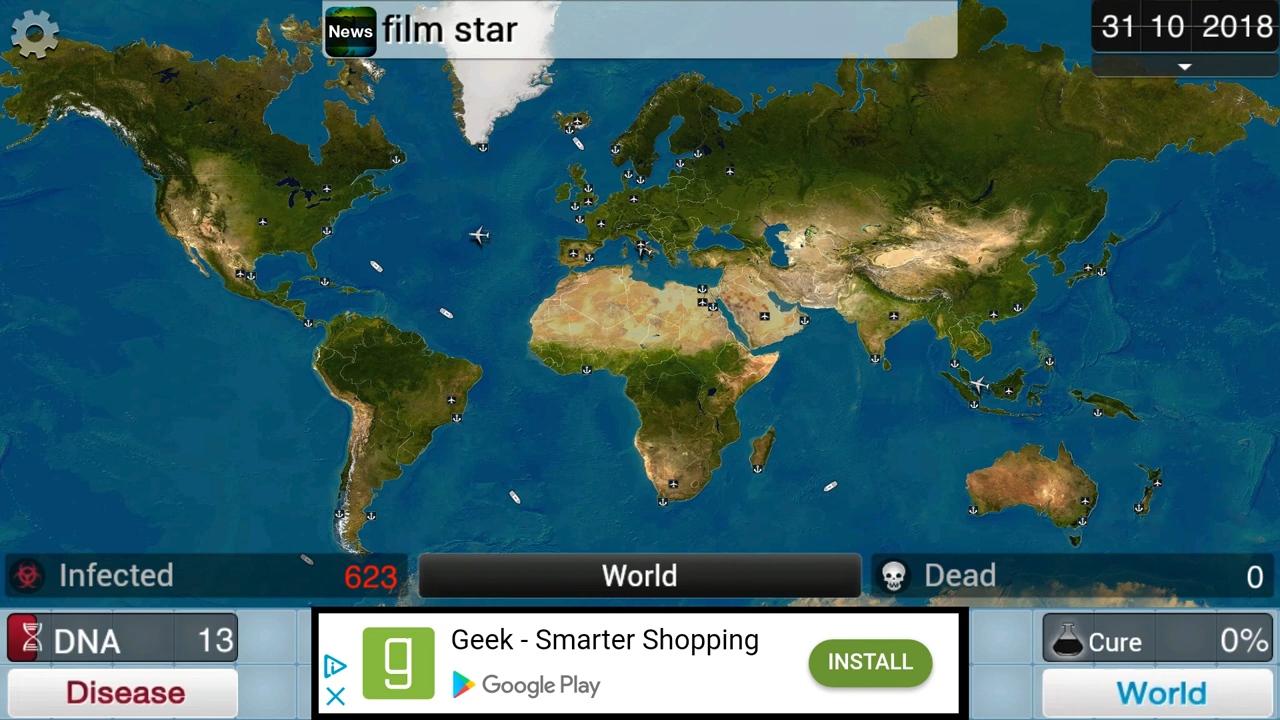 News film star
31 10 2018
Infected 623
World
Dead 0
DNA 13
Geek - Smarter Shopping
g
Google Play
INSTALL
Cure 0%
Disease
World